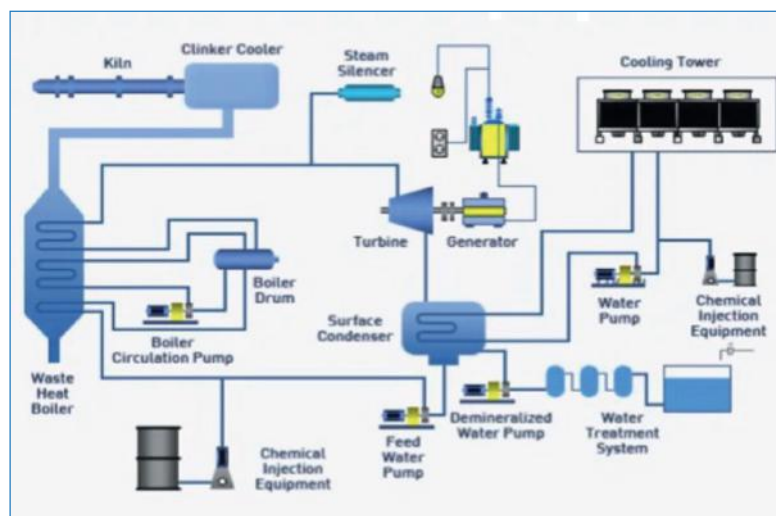 Clinker Cooler
Kiln
Steam
Silencer
Cooling Tower
Turbine
Generator
Boiler
Drum
Boiler
Circulation Pump
Surface
Condenser
Water
Pump
Chemical
Injection
Equipment
Waste
Heat
Boiler
Feed
Water
Pump
Demineralized
Water Pump
Water
Treatment
System
Chemical
Injection
Equipment